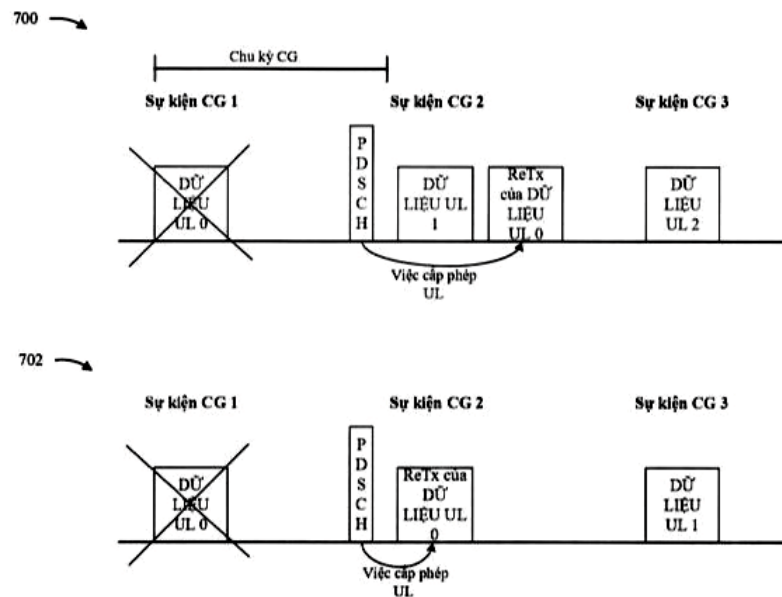 700
Chu kỳ CG
Sự kiện CG 1
Sự kiện CG 2
Sự kiện CG 3
DỮ
LIỆU
UL 0
P
D
S
C
H
DỮ
LIỆU UL
1
ReTx
của DỮ
LIỆU
UL 0
DỮ
LIỆU
UL 2
Việc cấp phép
UL
702
Sự kiện CG 1
Sự kiện CG 2
Sự kiện CG 3
DỮ
LIỆU
UL 0
P
D
S
C
H
ReTx của
DỮ
LIỆU UL
0
DỮ
LIỆU
UL 1
Việc cấp phép
UL